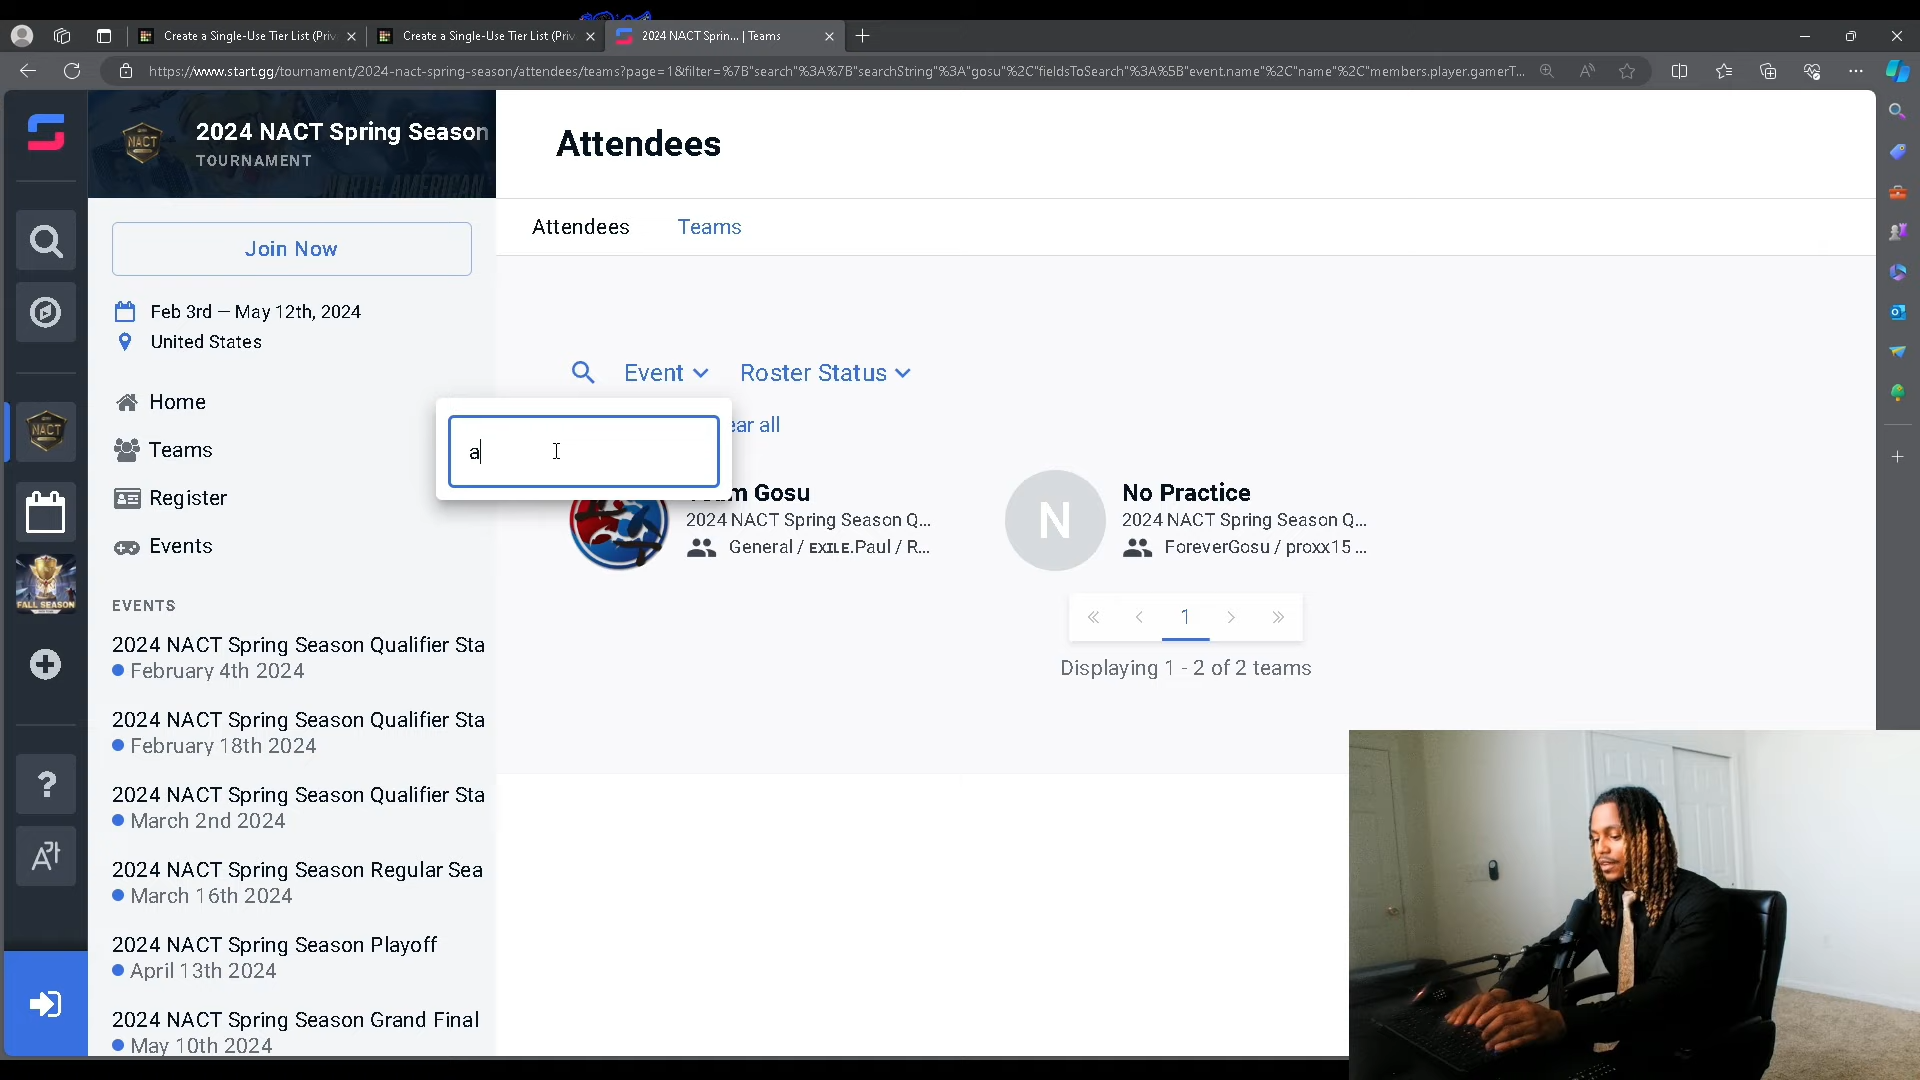 Create a Single-Use Tier List (Priv
Create a Single-Use Tier List (Priv
2024 NACT Sprin... | Teams
https://www.start.gg/tournament/2024-nact-spring-season/attendees/teams?page=1&filter=%7B"search"%3A%7B"searchString"%3A"gosu"%2C"fieldsToSearch"%3A%5B"event.name"%2C"name"%2C"members.player.gamerT...
NACT
2024 NACT Spring Season
TOURNAMENT
NORTH AMERICAN
Join Now
Feb 3rd — May 12th, 2024
United States
Home
Teams
Register
Events
EVENTS
2024 NACT Spring Season Qualifier Sta
February 4th 2024
2024 NACT Spring Season Qualifier Sta
February 18th 2024
2024 NACT Spring Season Qualifier Sta
March 2nd 2024
2024 NACT Spring Season Regular Sea
March 16th 2024
2024 NACT Spring Season Playoff
April 13th 2024
2024 NACT Spring Season Grand Final
May 10th 2024
NACT
FALL SEASON
?
Attendees
Attendees
Teams
Event
Roster Status
a
ear all
m Gosu
2024 NACT Spring Season Q...
General / EXILE.Paul / R...
N
No Practice
2024 NACT Spring Season Q...
ForeverGosu / proxx15 ...
« ‹ 1 › »
Displaying 1 - 2 of 2 teams